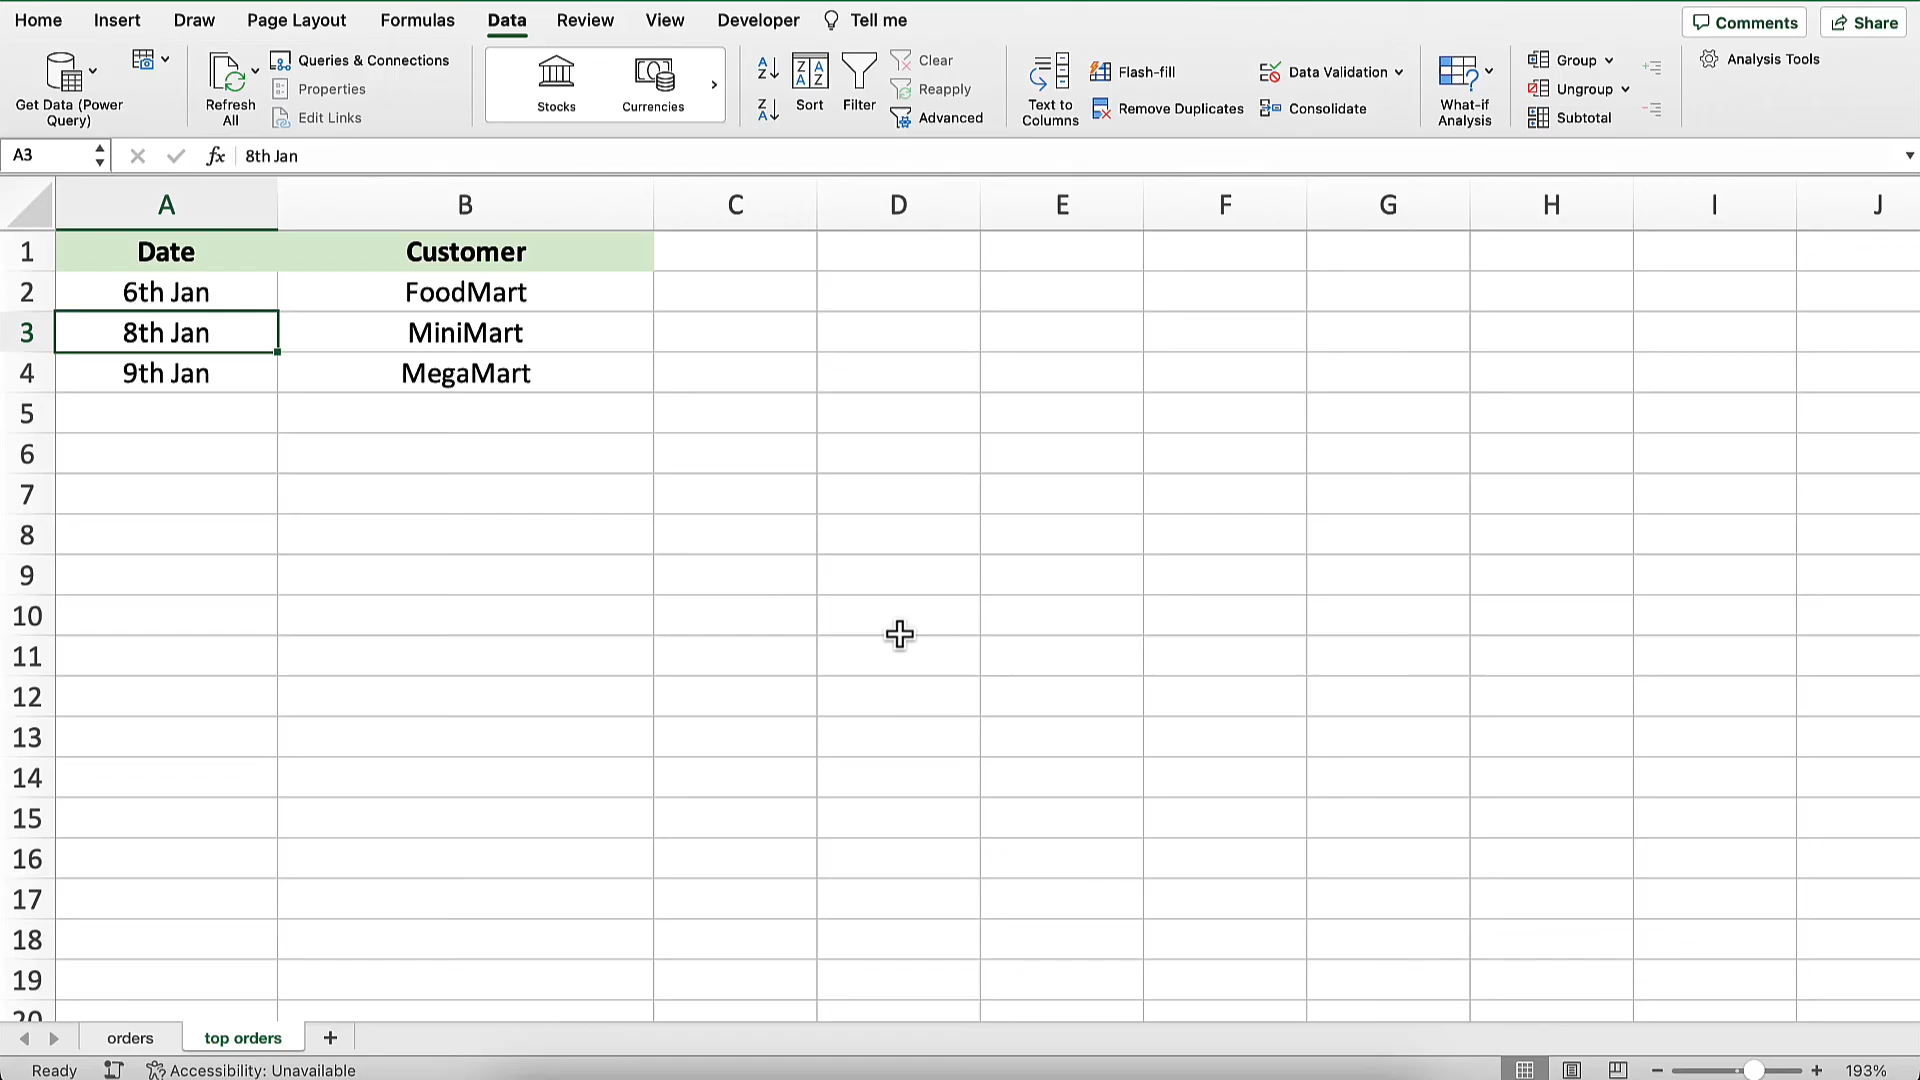 Home Insert Draw Page Layout Formulas Data Review View Developer Tell me Comments Share
Get Data (Power Query)
Refresh All
Queries & Connections
Properties
Edit Links
Stocks
Currencies
Sort
Filter
Clear
Reapply
Advanced
Text to Columns
Flash-fill
Remove Duplicates
Data Validation
Consolidate
What-if Analysis
Group
Ungroup
Subtotal
Analysis Tools
A3 fx 8th Jan
A B C D E F G H I J
1 Date Customer
2 6th Jan FoodMart
3 8th Jan MiniMart
4 9th Jan MegaMart
5
6
7
8
9
10
11
12
13
14
15
16
17
18
19
20
orders top orders +
Ready Accessibility: Unavailable 193%